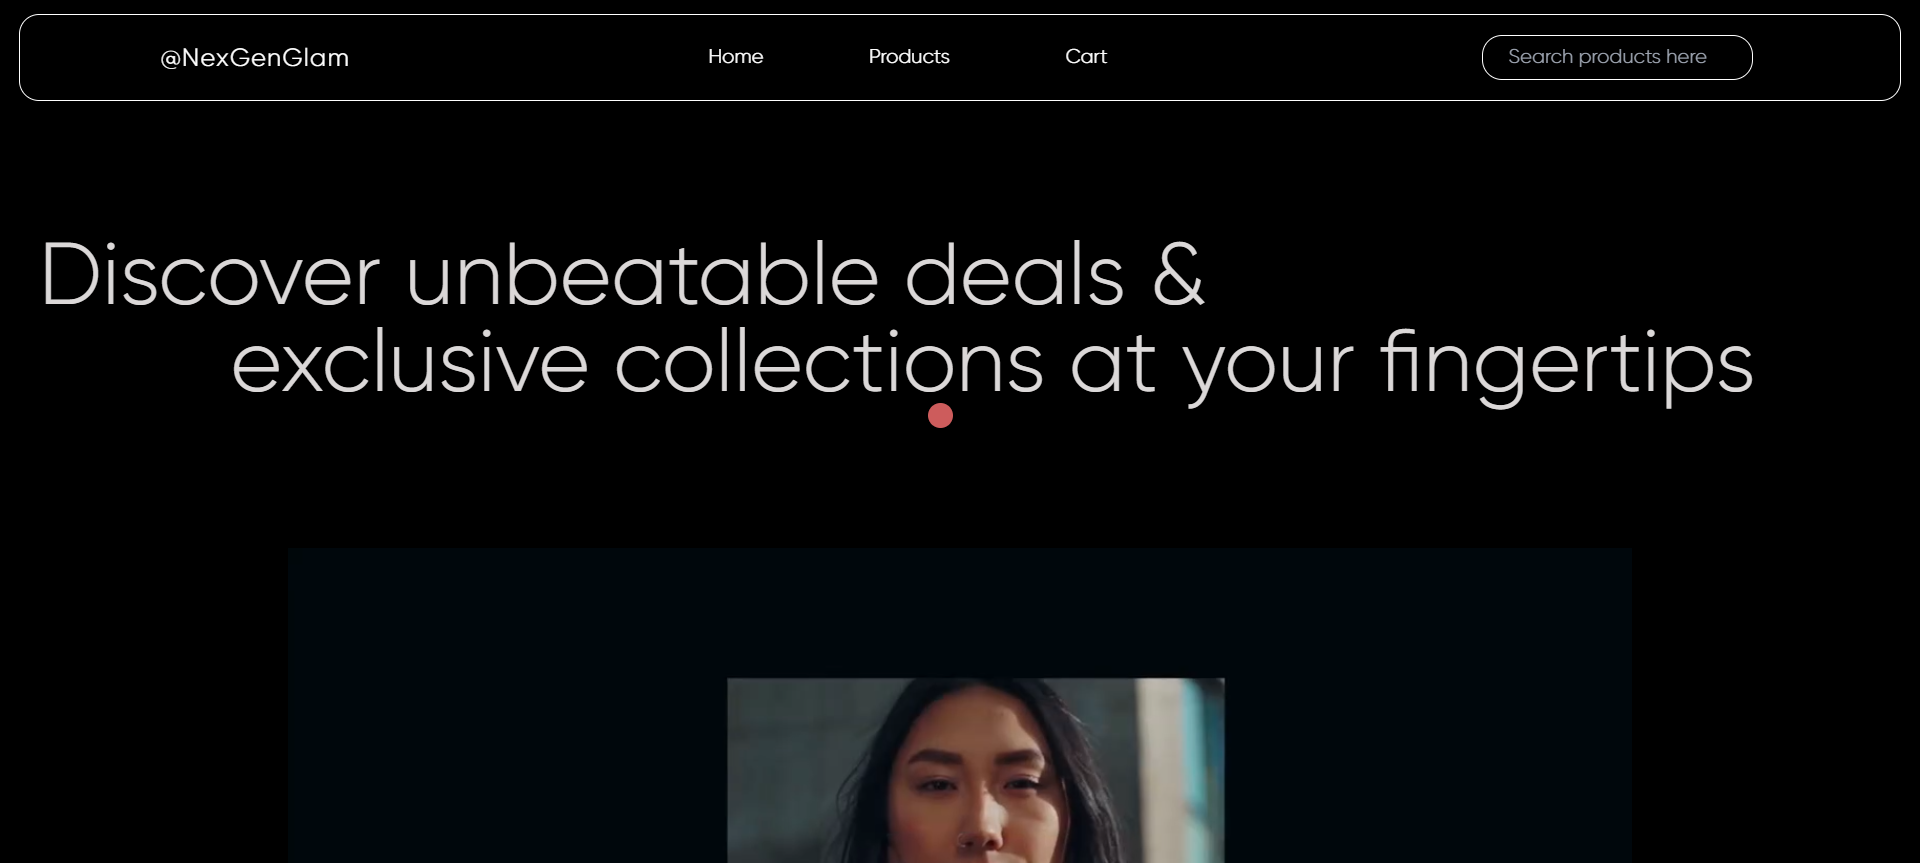 @NexGenGlam
Home
Products
Cart
Search products here
Discover unbeatable deals &
exclusive collections at your fingertips